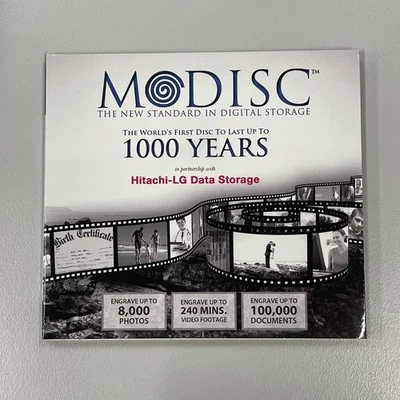 M DISC™
THE NEW STANDARD IN DIGITAL STORAGE
THE WORLD'S FIRST DISC TO LAST UP TO
1000 YEARS
in partnership with
Hitachi-LG Data Storage
Birth Certificate
ENGRAVE UP TO
8,000
PHOTOS
ENGRAVE UP TO
240 MINS.
VIDEO FOOTAGE
ENGRAVE UP TO
100,000
DOCUMENTS